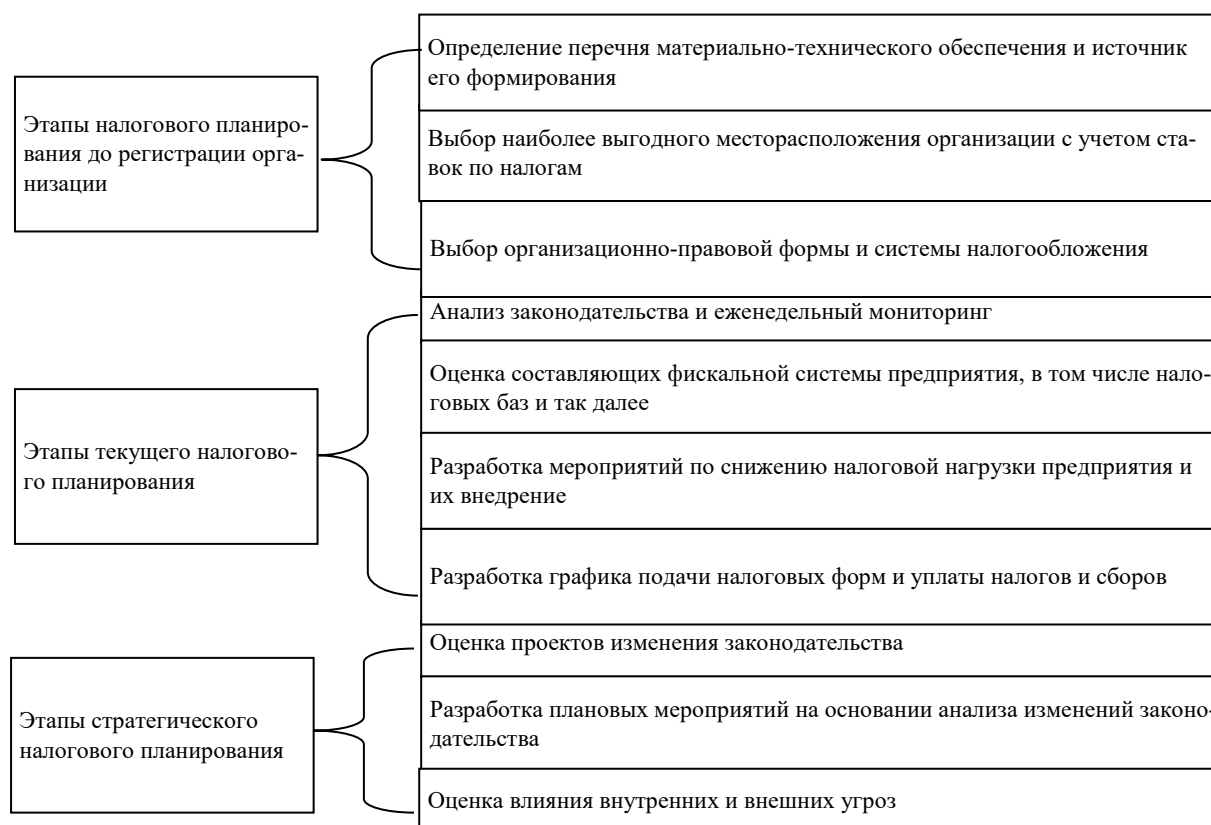 Этапы налогового планиро-
вания до регистрации орга-
низации
Определение перечня материально-технического обеспечения и источник
его формирования
Выбор наиболее выгодного месторасположения организации с учетом ста-
вок по налогам
Выбор организационно-правовой формы и системы налогообложения
Этапы текущего налогово-
го планирования
Анализ законодательства и еженедельный мониторинг
Оценка составляющих фискальной системы предприятия, в том числе нало-
говых баз и так далее
Разработка мероприятий по снижению налоговой нагрузки предприятия и
их внедрение
Разработка графика подачи налоговых форм и уплаты налогов и сборов
Этапы стратегического
налогового планирования
Оценка проектов изменения законодательства
Разработка плановых мероприятий на основании анализа изменений законо-
дательства
Оценка влияния внутренних и внешних угроз